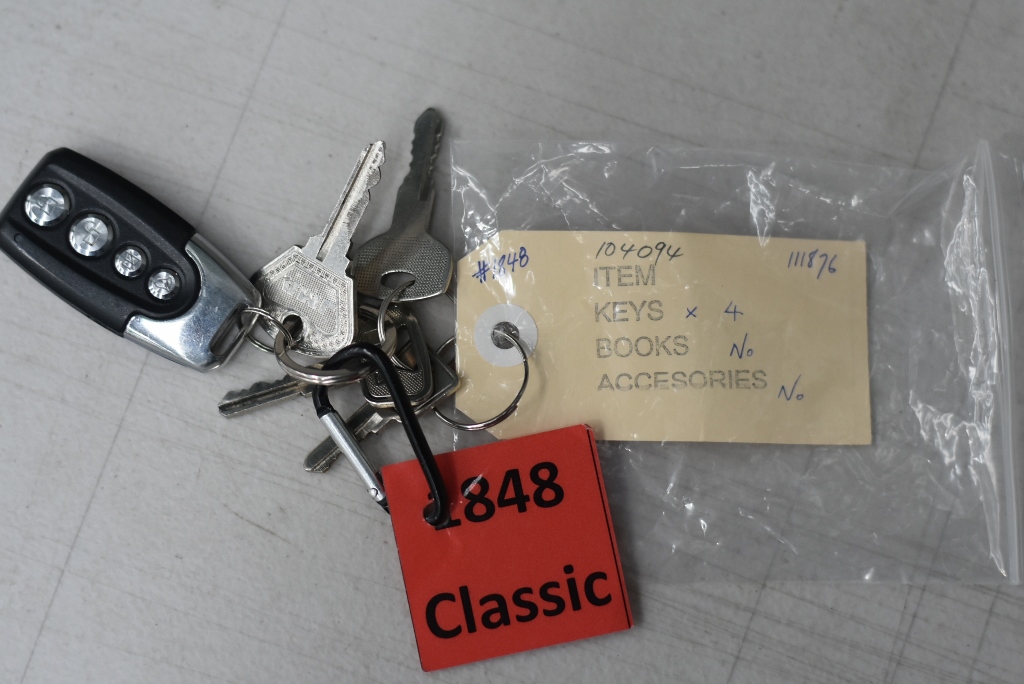 #1848 104094 111876
ITEM
KEYS x 4
BOOKS No
ACCESORIES No
1848
Classic